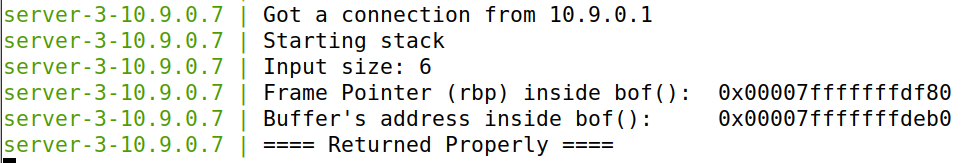 server-3-10.9.0.7 | Got a connection from 10.9.0.1
server-3-10.9.0.7 | Starting stack
server-3-10.9.0.7 | Input size: 6
server-3-10.9.0.7 | Frame Pointer (rbp) inside bof():  0x00007fffffffdf80
server-3-10.9.0.7 | Buffer's address inside bof():     0x00007fffffffdeb0
server-3-10.9.0.7 | ==== Returned Properly ====